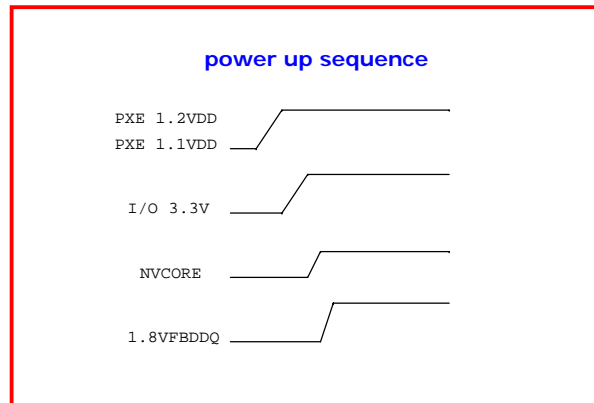 power up sequence
PXE 1.2VDD
PXE 1.1VDD
I/O 3.3V
NVCORE
1.8VFBDDQ